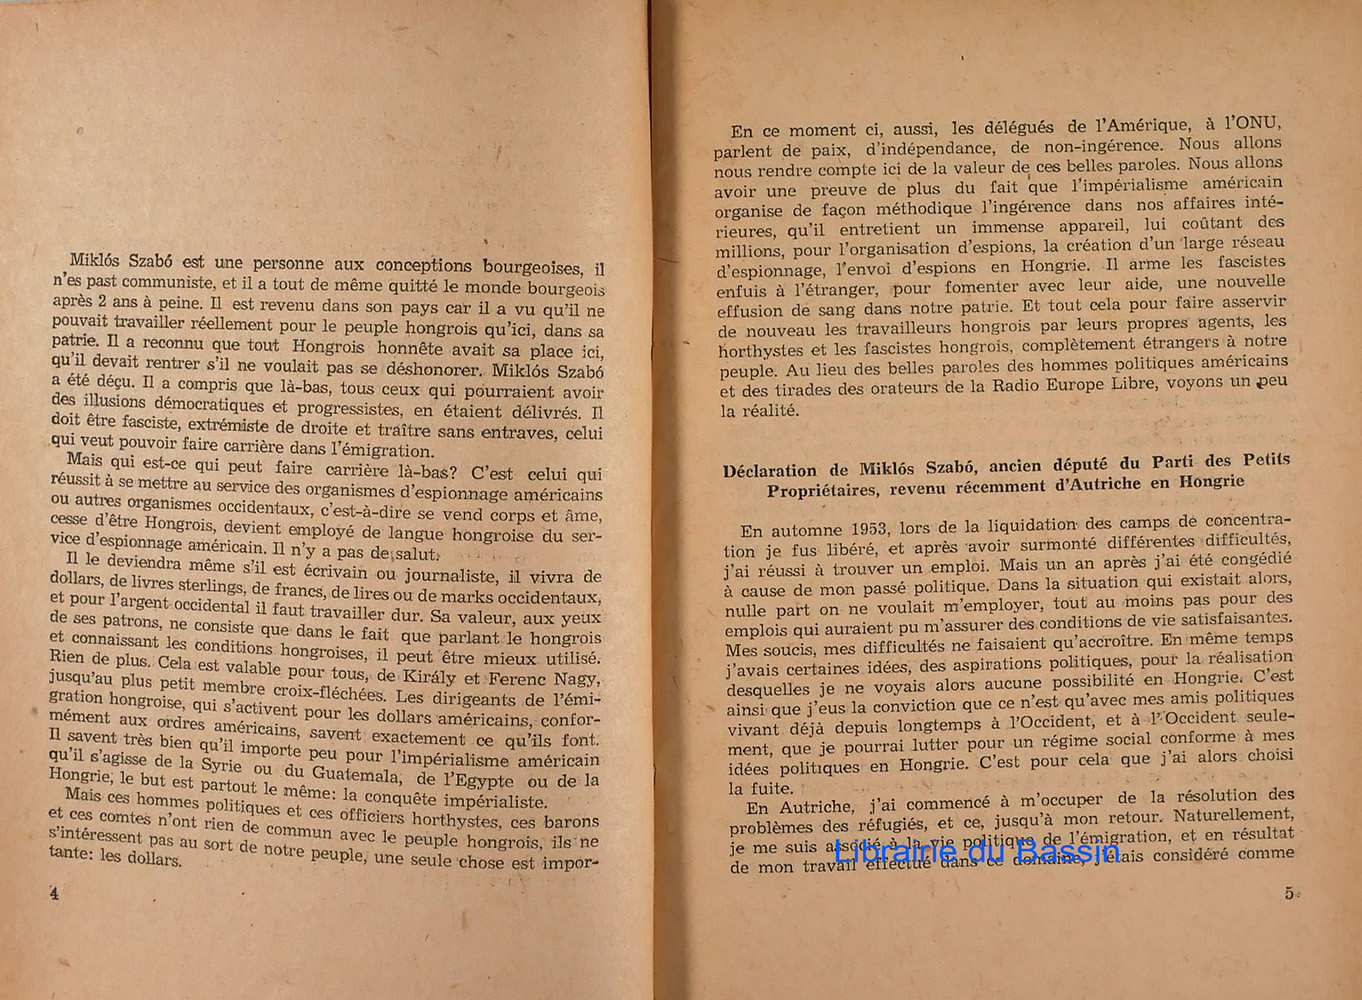 Miklós Szabó est une personne aux conceptions bourgeoises, il
n'es past communiste, et il a tout de même quitté le monde bourgeois
après 2 ans à peine. Il est revenu dans son pays car il a vu qu'il ne
pouvait travailler réellement pour le peuple hongrois qu'ici, dans sa
patrie. Il a reconnu que tout Hongrois honnête avait sa place ici,
qu'il devait rentrer s'il ne voulait pas se déshonorer. Miklós Szabó
a été déçu. Il a compris que là-bas, tous ceux qui pourraient avoir
des illusions démocratiques et progressistes, en étaient délivrés. Il
doit être fasciste, extrémiste de droite et traître sans entraves, celui
qui veut pouvoir faire carrière dans l'émigration.
Mais qui est-ce qui peut faire carrière là-bas? C'est celui qui
réussit à se mettre au service des organismes d'espionnage américains
ou autres organismes occidentaux, c'est-à-dire se vend corps et âme,
cesse d'être Hongrois, devient employé de langue hongroise du ser-
vice d'espionnage américain. Il n'y a pas de salut.
Il le deviendra même s'il est écrivain ou journaliste, il vivra de
dollars, de livres sterlings, de francs, de lires ou de marks occidentaux,
et pour l'argent occidental il faut travailler dur. Sa valeur, aux yeux
de ses patrons, ne consiste que dans le fait que parlant le hongrois
et connaissant les conditions hongroises, il peut être mieux utilisé.
Rien de plus. Cela est valable pour tous, de Király et Ferenc Nagy,
jusqu'au plus petit membre croix-fléchées. Les dirigeants de l'émi-
gration hongroise, qui s'activent pour les dollars américains, confor-
mément aux ordres américains, savent exactement ce qu'ils font.
Il savent très bien qu'il importe peu pour l'impérialisme américain
qu'il s'agisse de la Syrie ou du Guatemala, de l'Egypte ou de la
Hongrie, le but est partout le même: la conquête impérialiste.
Mais ces hommes politiques et ces officiers horthystes, ces barons
et ces comtes n'ont rien de commun avec le peuple hongrois, ils ne
s'intéressent pas au sort de notre peuple, une seule chose est impor-
tante: les dollars.
4
En ce moment ci, aussi, les délégués de l'Amérique, à l'ONU,
parlent de paix, d'indépendance, de non-ingérence. Nous allons
nous rendre compte ici de la valeur de ces belles paroles. Nous allons
avoir une preuve de plus du fait que l'impérialisme américain
organise de façon méthodique l'ingérence dans nos affaires inté-
rieures, qu'il entretient un immense appareil, lui coûtant des
millions, pour l'organisation d'espions, la création d'un large réseau
d'espionnage, l'envoi d'espions en Hongrie. Il arme les fascistes
enfuis à l'étranger, pour fomenter avec leur aide, une nouvelle
effusion de sang dans notre patrie. Et tout cela pour faire asservir
de nouveau les travailleurs hongrois par leurs propres agents, les
horthystes et les fascistes hongrois, complètement étrangers à notre
peuple. Au lieu des belles paroles des hommes politiques américains
et des tirades des orateurs de la Radio Europe Libre, voyons un peu
la réalité.
Déclaration de Miklós Szabó, ancien député du Parti des Petits
Propriétaires, revenu récemment d'Autriche en Hongrie
En automne 1953, lors de la liquidation des camps de concentra-
tion je fus libéré, et après avoir surmonté différentes difficultés,
j'ai réussi à trouver un emploi. Mais un an après j'ai été congédié
à cause de mon passé politique. Dans la situation qui existait alors,
nulle part on ne voulait m'employer, tout au moins pas pour des
emplois qui auraient pu m'assurer des conditions de vie satisfaisantes.
Mes soucis, mes difficultés ne faisaient qu'accroître. En même temps
j'avais certaines idées, des aspirations politiques, pour la réalisation
desquelles je ne voyais alors aucune possibilité en Hongrie. C'est
ainsi que j'eus la conviction que ce n'est qu'avec mes amis politiques
vivant déjà depuis longtemps à l'Occident, et à l'Occident seule-
ment, que je pourrai lutter pour un régime social conforme à mes
idées politiques en Hongrie. C'est pour cela que j'ai alors choisi
la fuite.
En Autriche, j'ai commencé à m'occuper de la résolution des
problèmes des réfugiés, et ce, jusqu'à mon retour. Naturellement,
je me suis associé à la vie politique de l'émigration, et en résultat
de mon travail effectué dans ce domaine, j'étais considéré comme
Librairie du Bassin
5